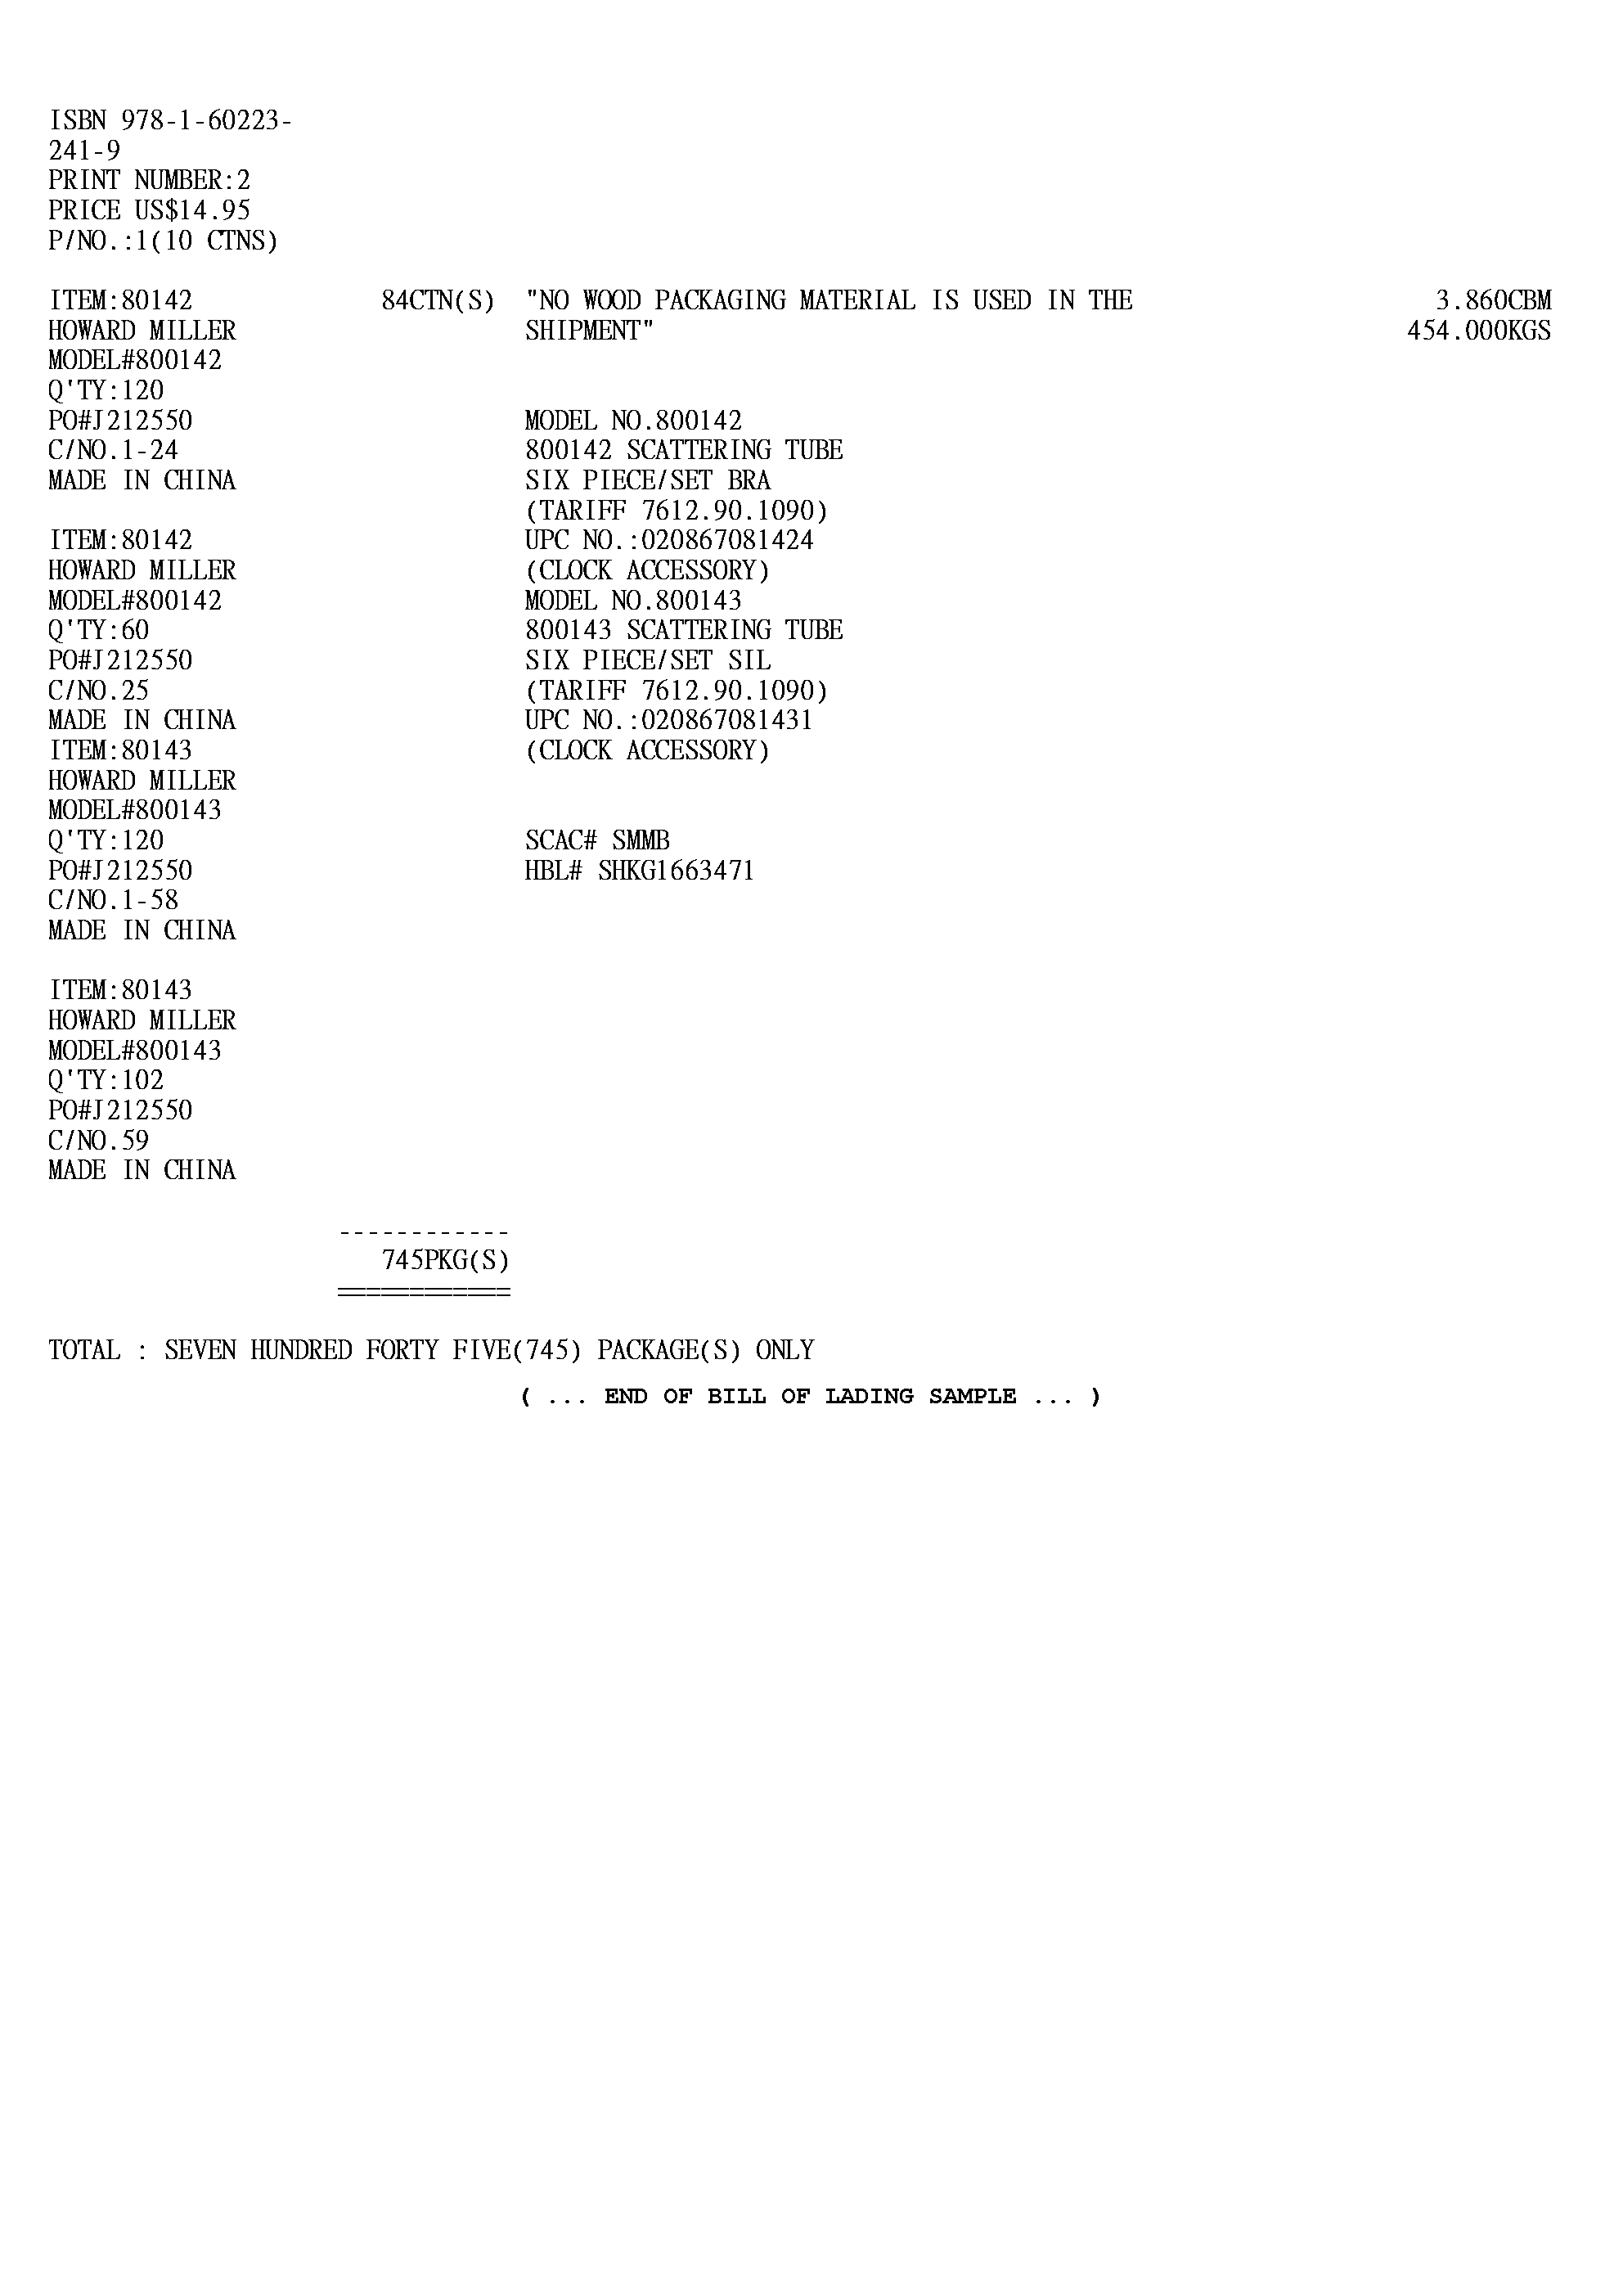 ISBN 978-1-60223-
241-9
PRINT NUMBER:2
PRICE US$14.95
P/NO.:1(10 CTNS)
ITEM:80142 84CTN(S) "NO WOOD PACKAGING MATERIAL IS USED IN THE 3.860CBM
HOWARD MILLER SHIPMENT" 454.000KGS
MODEL#800142
Q'TY:120
PO#J212550 MODEL NO.800142
C/NO.1-24 800142 SCATTERING TUBE
MADE IN CHINA SIX PIECE/SET BRA
(TARIFF 7612.90.1090)
ITEM:80142 UPC NO.:020867081424
HOWARD MILLER (CLOCK ACCESSORY)
MODEL#800142 MODEL NO.800143
Q'TY:60 800143 SCATTERING TUBE
PO#J212550 SIX PIECE/SET SIL
C/NO.25 (TARIFF 7612.90.1090)
MADE IN CHINA UPC NO.:020867081431
ITEM:80143 (CLOCK ACCESSORY)
HOWARD MILLER
MODEL#800143
Q'TY:120 SCAC# SMMB
PO#J212550 HBL# SHKG1663471
C/NO.1-58
MADE IN CHINA
ITEM:80143
HOWARD MILLER
MODEL#800143
Q'TY:102
PO#J212550
C/NO.59
MADE IN CHINA
------------
745PKG(S)
============
TOTAL : SEVEN HUNDRED FORTY FIVE(745) PACKAGE(S) ONLY
( ... END OF BILL OF LADING SAMPLE ... )